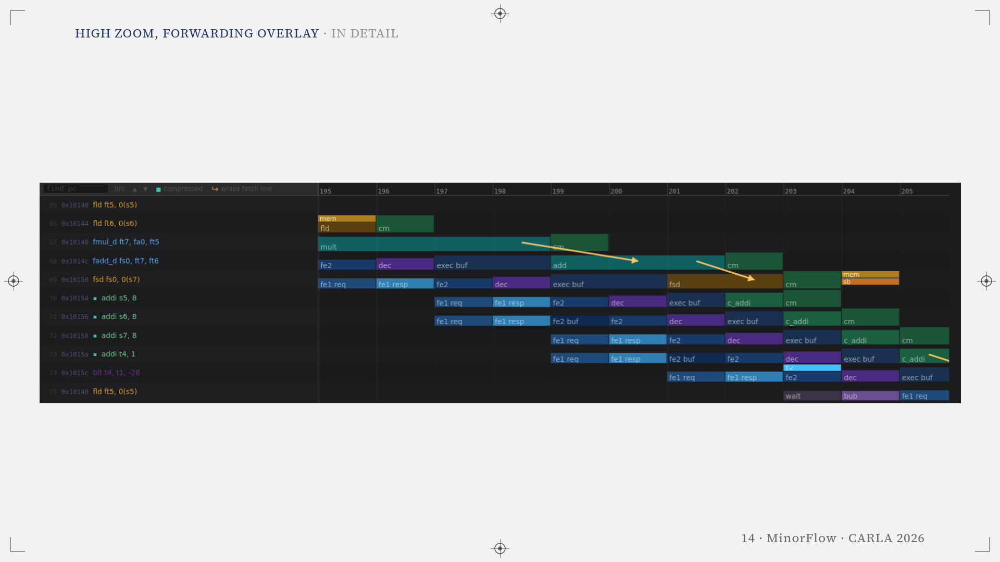 HIGH ZOOM, FORWARDING OVERLAY · IN DETAIL
find pc 0/0 ▲ ▼ ■ compressed ↪ wraps fetch line 195 196 197 198 199 200 201 202 203 204 205
65 0x10140 fld ft5, 0(s5)
66 0x10144 fld ft6, 0(s6) mem fld cm
67 0x10148 fmul_d ft7, fa0, ft5 mult cm
68 0x1014c fadd_d fs0, ft7, ft6 fe2 dec exec buf add cm
69 0x10150 fsd fs0, 0(s7) fe1 req fe1 resp fe2 dec exec buf fsd cm mem sb
70 0x10154 ▪ addi s5, 8 fe1 req fe1 resp fe2 dec exec buf c_addi cm
71 0x10156 ▪ addi s6, 8 fe1 req fe1 resp fe2 buf fe2 dec exec buf c_addi cm
72 0x10158 ▪ addi s7, 8 fe1 req fe1 resp fe2 dec exec buf c_addi cm
73 0x1015a ▪ addi t4, 1 fe1 req fe1 resp fe2 buf fe2 dec exec buf c_addi
74 0x1015c blt t4, t1, -28 fe1 req fe1 resp T✓ fe2 dec exec buf
75 0x10140 fld ft5, 0(s5) wait bub fe1 req
14 · MinorFlow · CARLA 2026